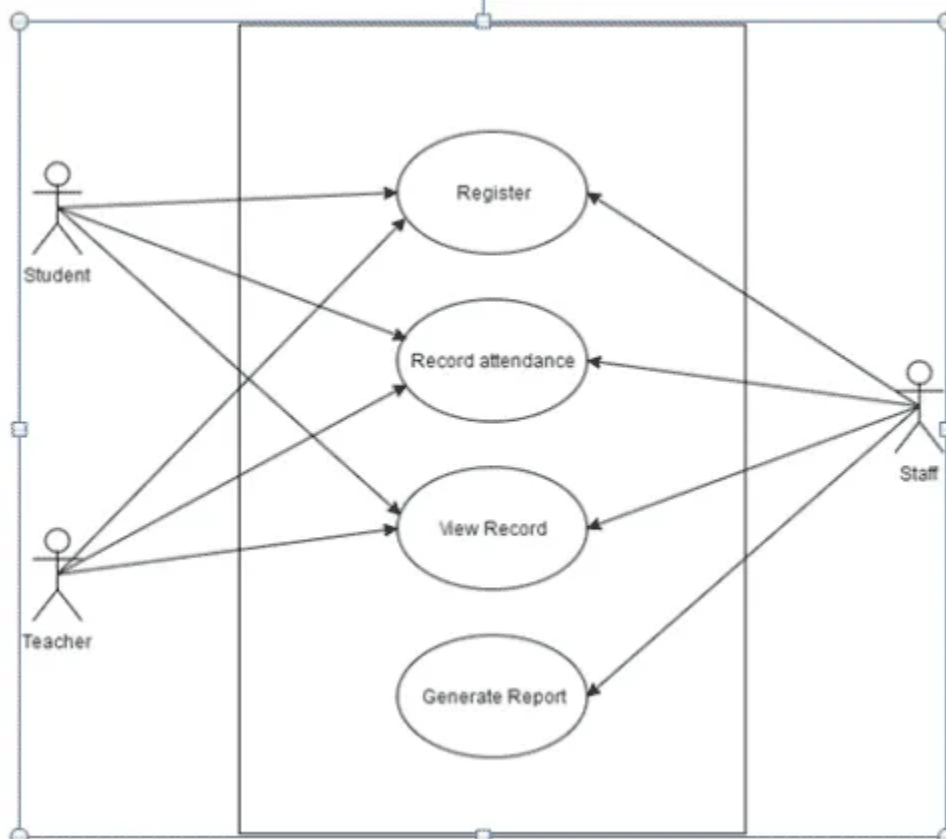 Register
Student
Record attendance
Staff
View Record
Teacher
Generate Report